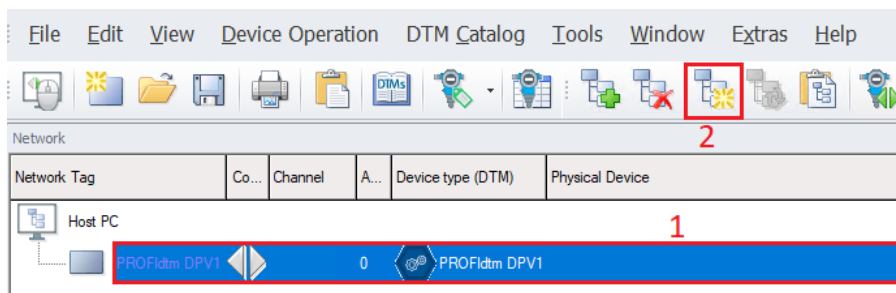 File Edit View Device Operation DTM Catalog Tools Window Extras Help
DTMs
2
Network
Network Tag Co... Channel A... Device type (DTM) Physical Device
Host PC
1
PROFIdtm DPV1 0 PROFIdtm DPV1